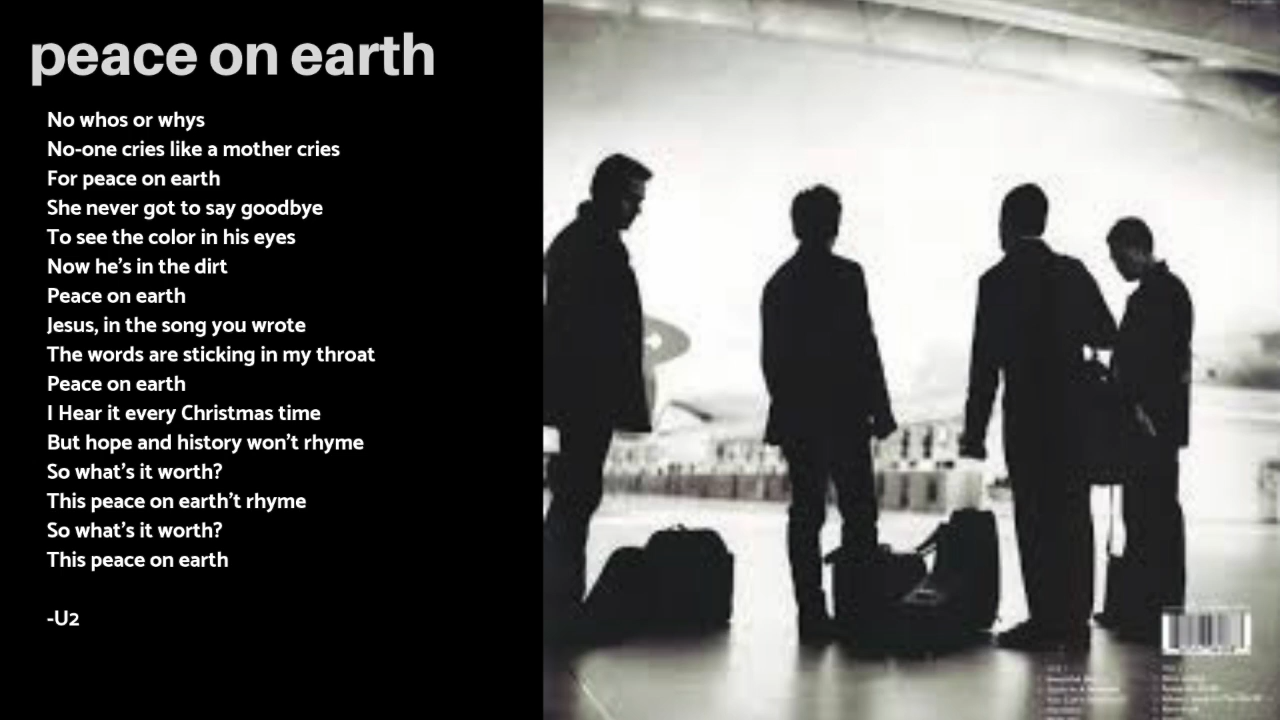 peace on earth
No whos or whys
No-one cries like a mother cries
For peace on earth
She never got to say goodbye
To see the color in his eyes
Now he's in the dirt
Peace on earth
Jesus, in the song you wrote
The words are sticking in my throat
Peace on earth
I Hear it every Christmas time
But hope and history won't rhyme
So what's it worth?
This peace on earth't rhyme
So what's it worth?
This peace on earth
-U2